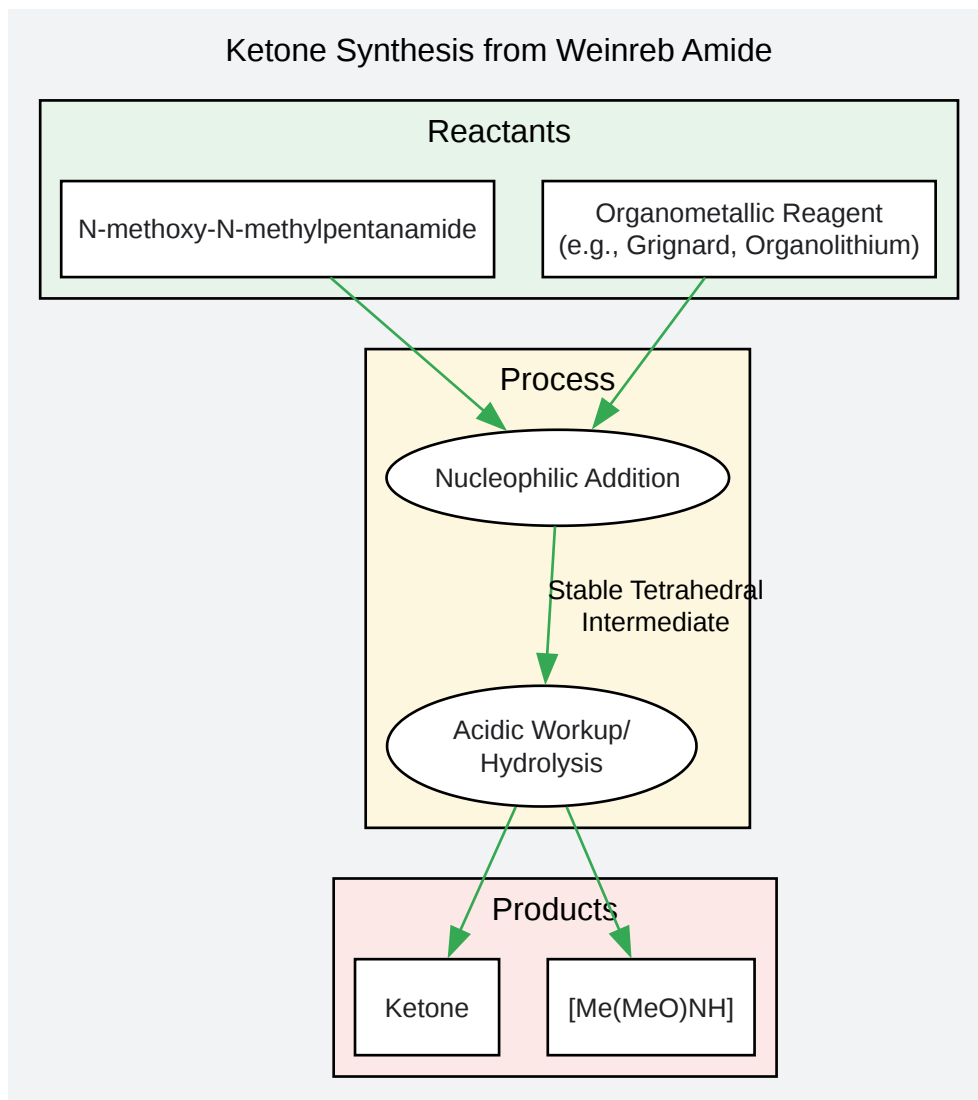 Ketone Synthesis from Weinreb Amide
Reactants
N-methoxy-N-methylpentanamide
Organometallic Reagent
(e.g., Grignard, Organolithium)
Process
Nucleophilic Addition
Stable Tetrahedral
Intermediate
Acidic Workup/
Hydrolysis
Products
Ketone
[Me(MeO)NH]